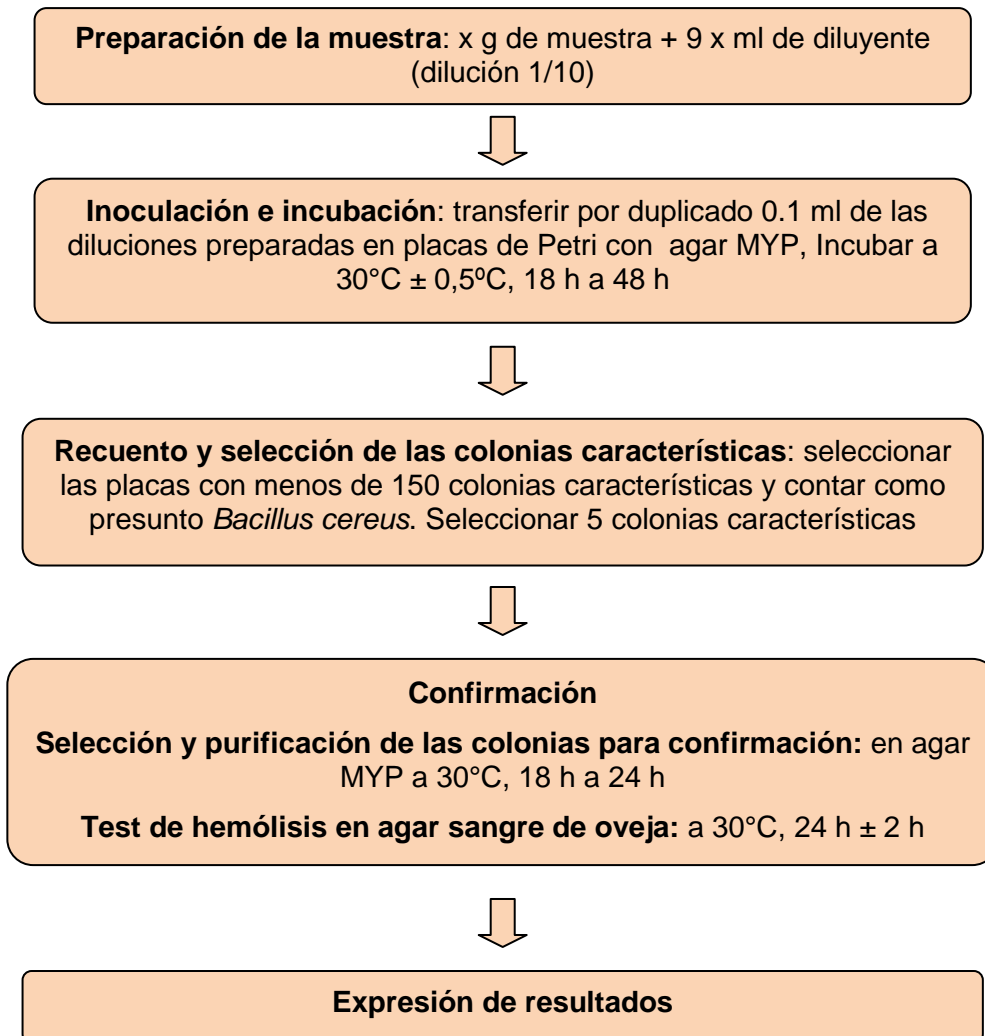 Preparación de la muestra: x g de muestra + 9 x ml de diluyente
(dilución 1/10)
Inoculación e incubación: transferir por duplicado 0.1 ml de las
diluciones preparadas en placas de Petri con agar MYP, Incubar a
30°C ± 0,5ºC, 18 h a 48 h
Recuento y selección de las colonias características: seleccionar
las placas con menos de 150 colonias características y contar como
presunto Bacillus cereus. Seleccionar 5 colonias características
Confirmación
Selección y purificación de las colonias para confirmación: en agar
MYP a 30°C, 18 h a 24 h
Test de hemólisis en agar sangre de oveja: a 30°C, 24 h ± 2 h
Expresión de resultados